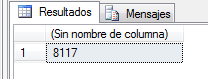 Resultados Mensajes
(Sin nombre de columna)
1 8117